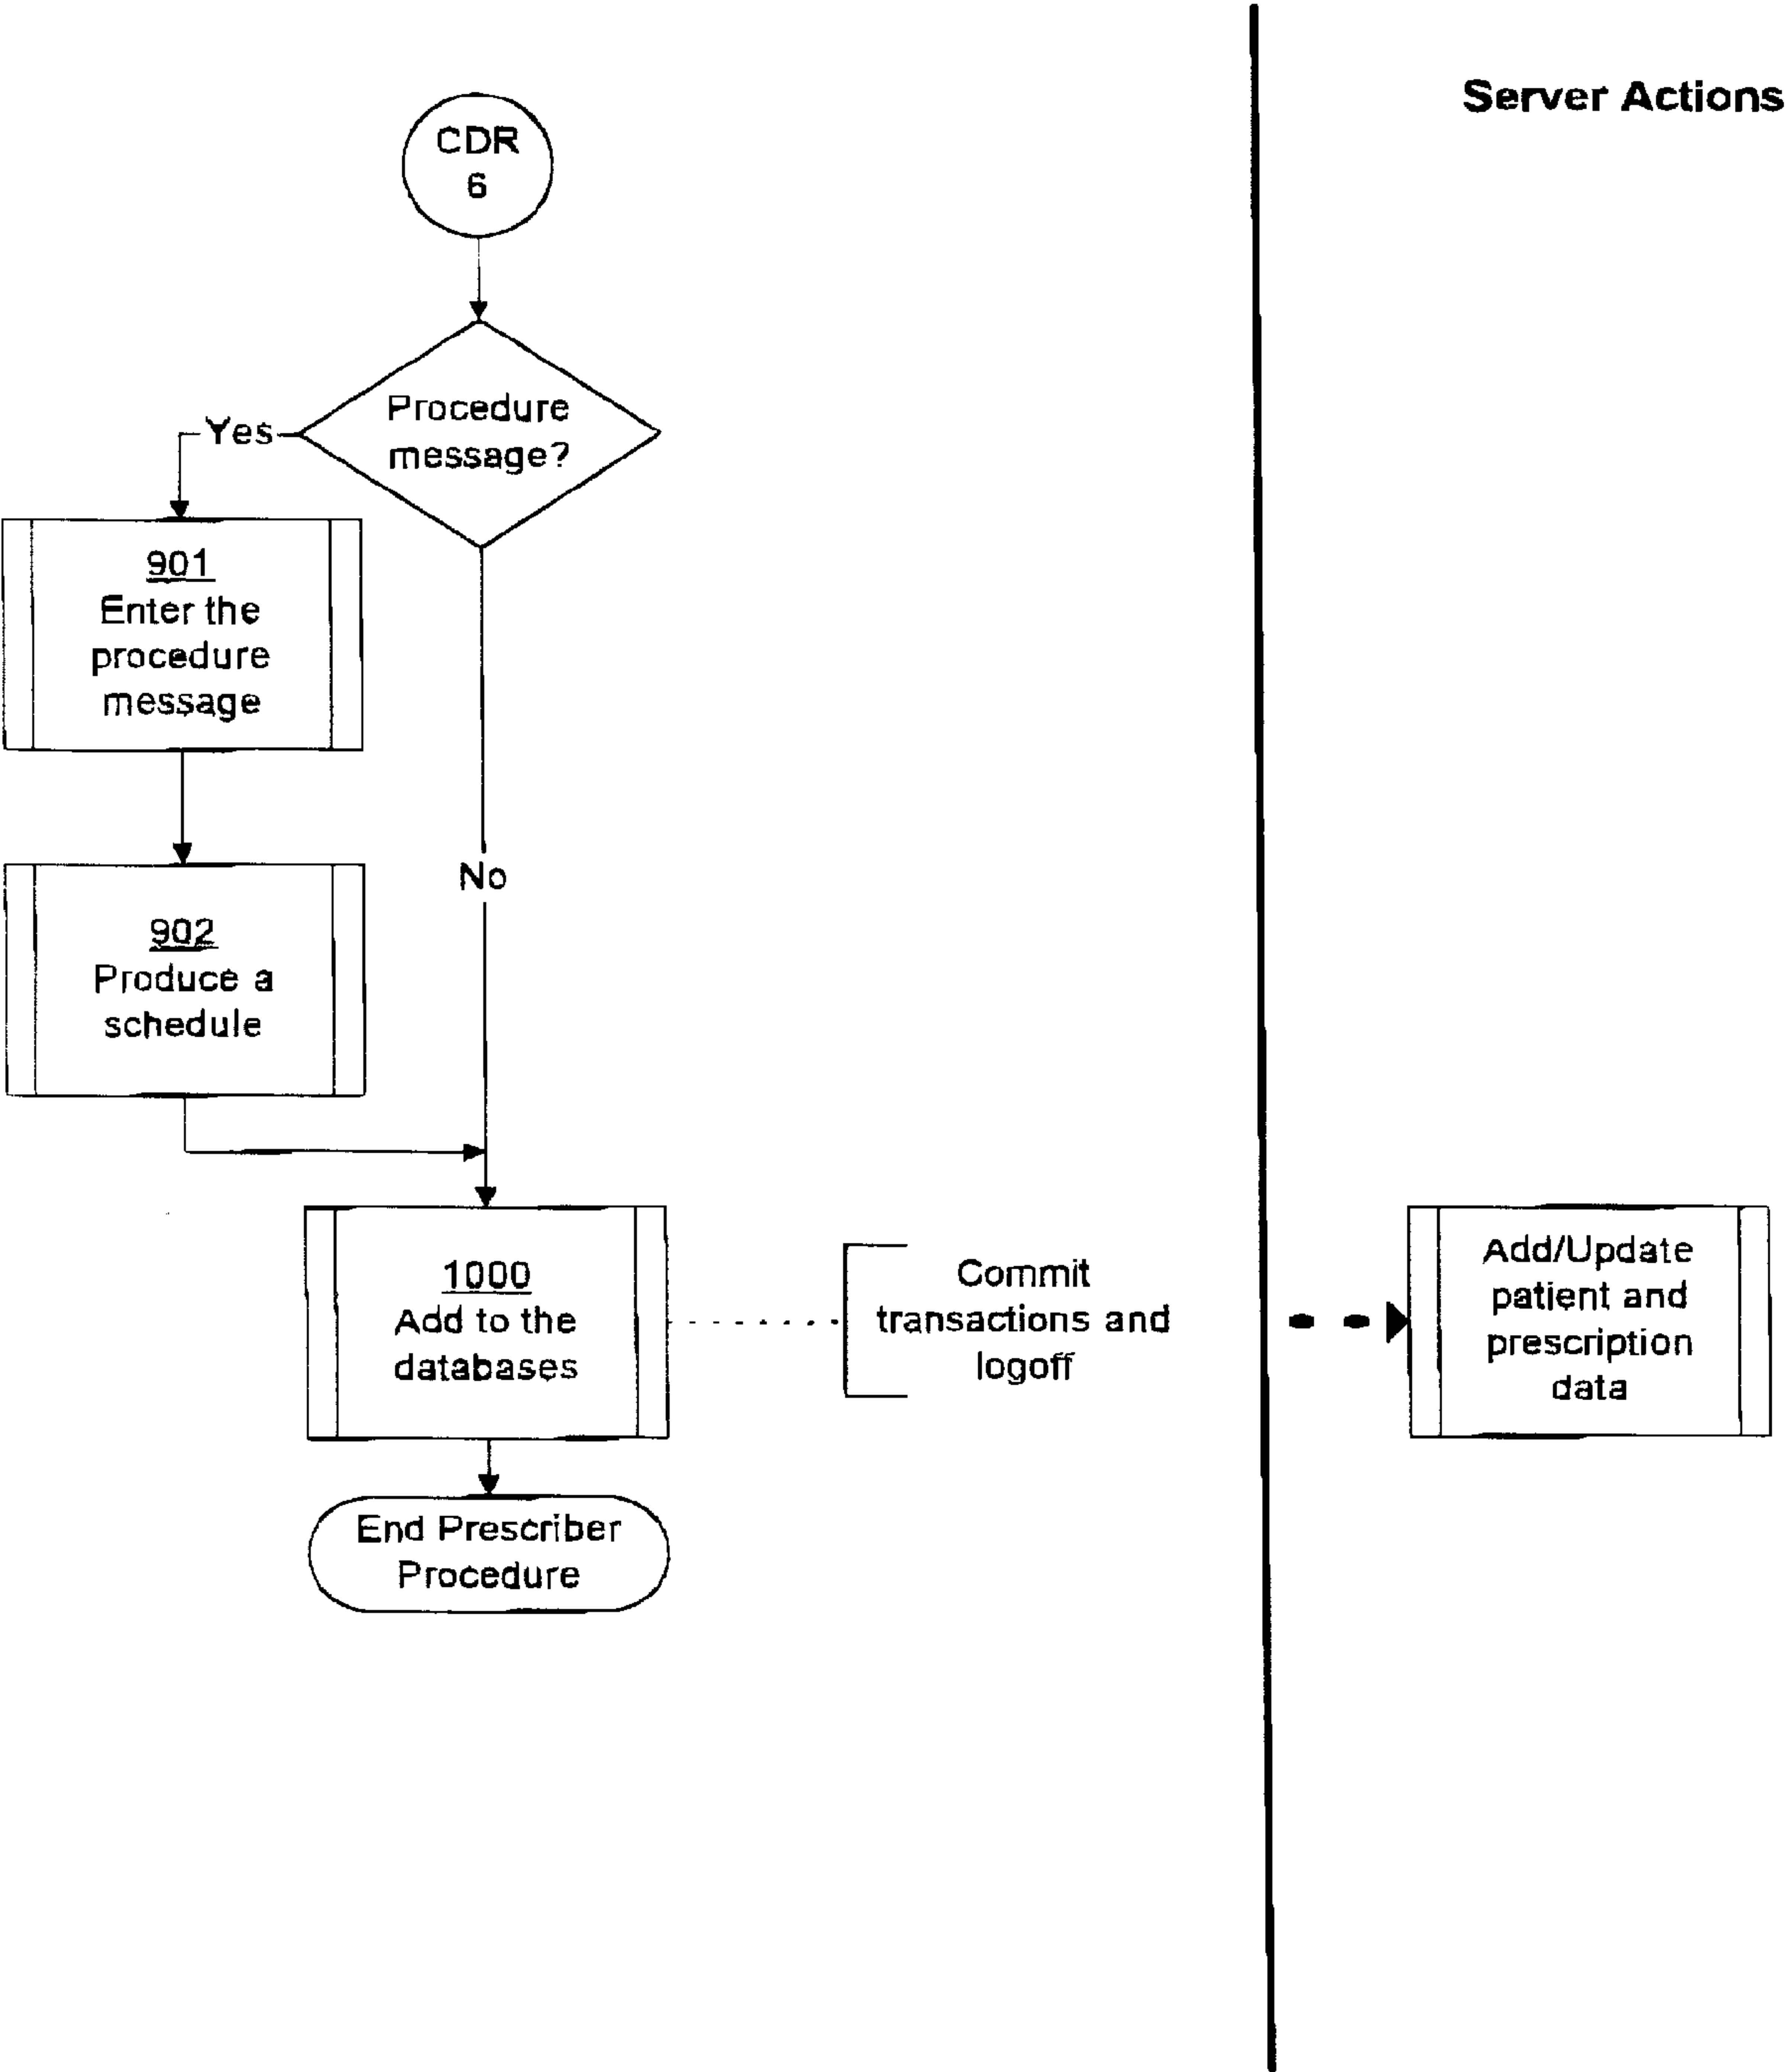 Server Actions
CDR
6
Procedure
message?
Yes
901
Enter the
procedure
message
No
902
Produce a
schedule
1000
Add to the
databases
Commit
transactions and
logoff
Add/Update
patient and
prescription
data
End Prescriber
Procedure